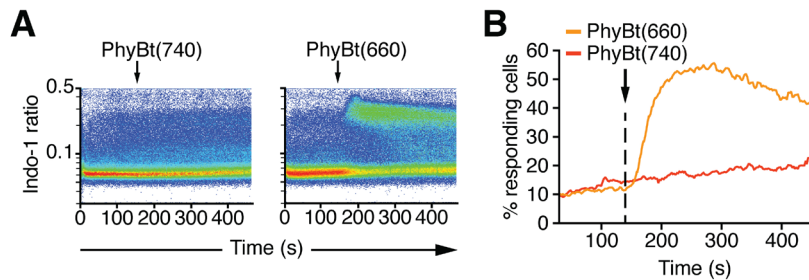 A
PhyBt(740)
PhyBt(660)
Indo-1 ratio
0.5
0.1
0 100 200 300 400
0 100 200 300 400
Time (s)
B
PhyBt(660)
PhyBt(740)
% responding cells
60
50
40
30
20
10
0
100 200 300 400
Time (s)